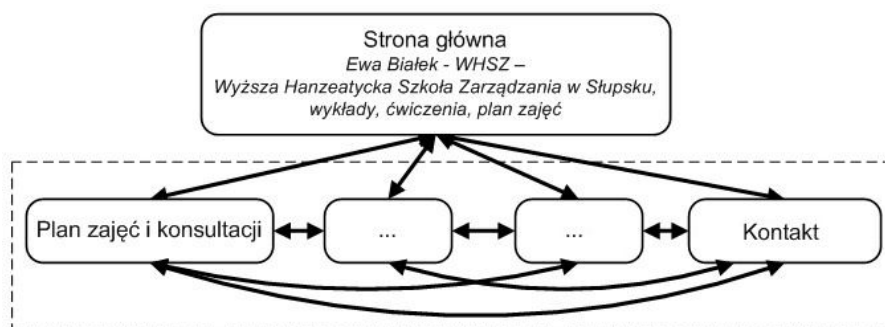 Strona główna
Ewa Białek - WHSZ –
Wyższa Hanzeatycka Szkoła Zarządzania w Słupsku,
wykłady, ćwiczenia, plan zajęć
Plan zajęć i konsultacji
...
...
Kontakt